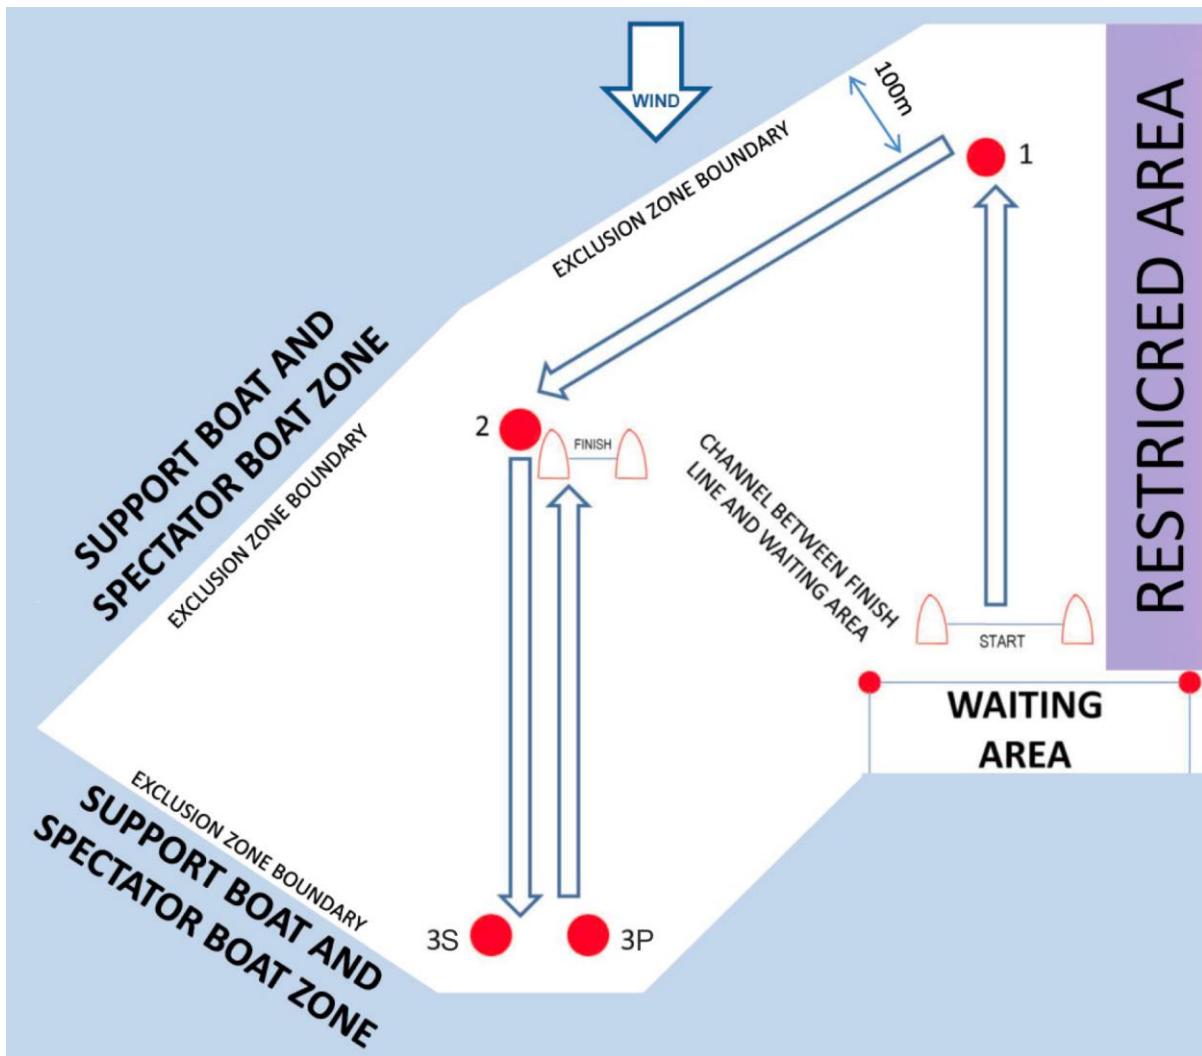 WIND
100m
1
EXCLUSION ZONE BOUNDARY
RESTRICRED AREA
SUPPORT BOAT AND
SPECTATOR BOAT ZONE
EXCLUSION ZONE BOUNDARY
2
FINISH
CHANNEL BETWEEN FINISH
LINE AND WAITING AREA
START
WAITING
AREA
EXCLUSION ZONE BOUNDARY
SUPPORT BOAT AND
SPECTATOR BOAT ZONE
3S
3P